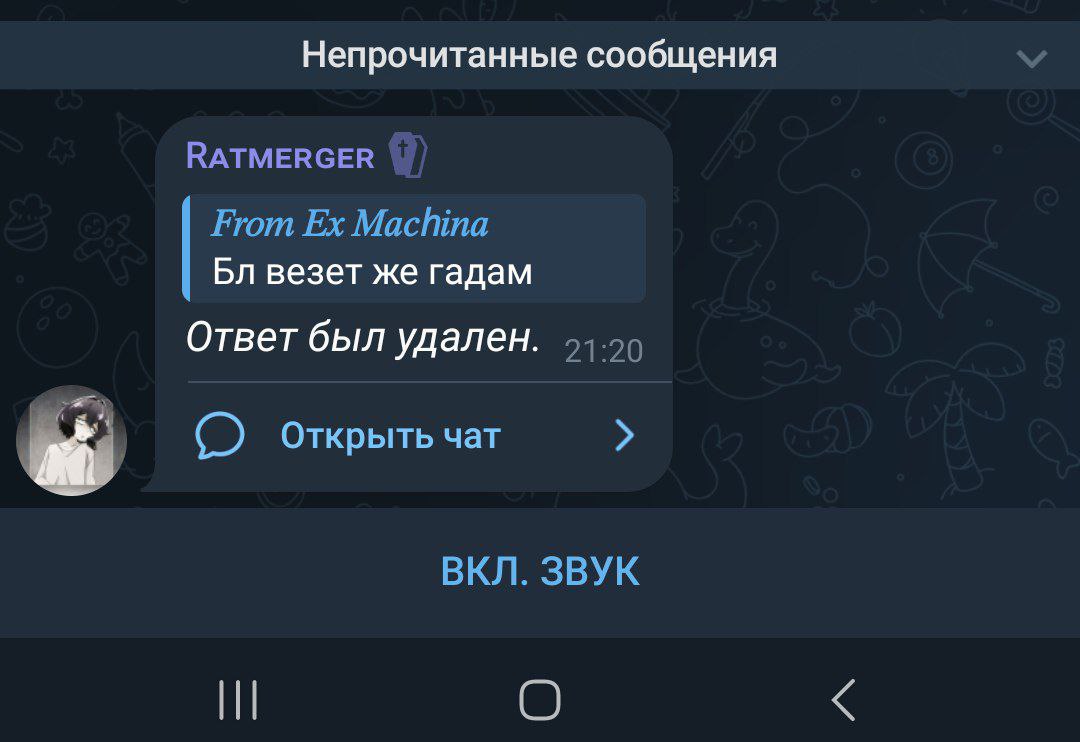 Непрочитанные сообщения
Ratmerger
From Ex Machina
Бл везет же гадам
Ответ был удален.
21:20
Открыть чат
ВКЛ. ЗВУК